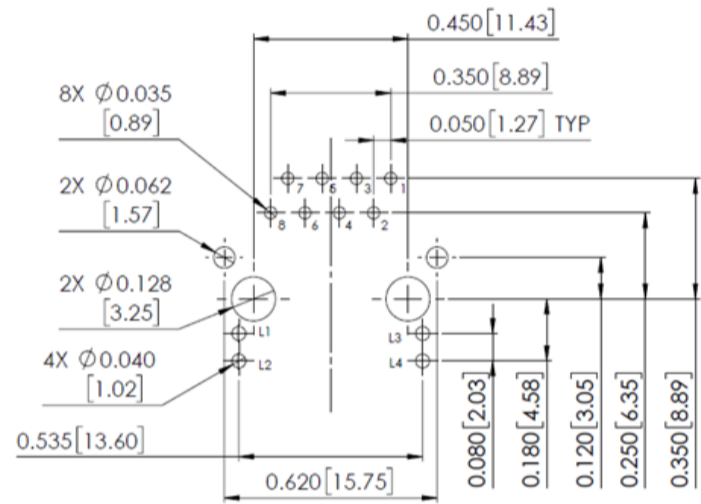 0.450[11.43]
0.350[8.89]
8X Ø0.035
[0.89]
0.050[1.27] TYP
7 5 3 1
2X Ø0.062
[1.57]
8 6 4 2
2X Ø0.128
[3.25]
L1 L3
L2 L4
4X Ø0.040
[1.02]
0.535[13.60]
0.620[15.75]
0.080[2.03]
0.180[4.58]
0.120[3.05]
0.250[6.35]
0.350[8.89]